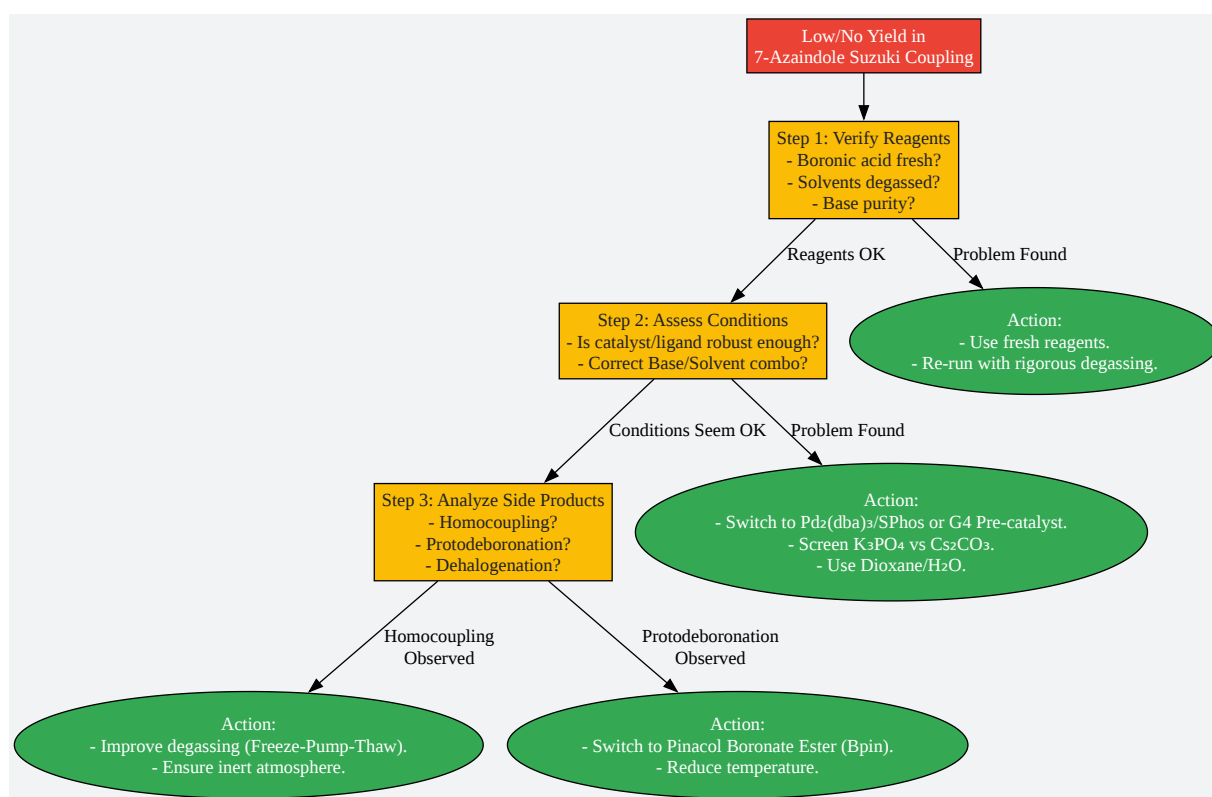 Low/No Yield in
7-Azaindole Suzuki Coupling
Step 1: Verify Reagents
- Boronic acid fresh?
- Solvents degassed?
- Base purity?
Reagents OK
Problem Found
Action:
- Use fresh reagents.
- Re-run with rigorous degassing.
Step 2: Assess Conditions
- Is catalyst/ligand robust enough?
- Correct Base/Solvent combo?
Conditions Seem OK
Problem Found
Action:
- Switch to Pd₂(dba)₃/SPhos or G4 Pre-catalyst.
- Screen K₃PO₄ vs Cs₂CO₃.
- Use Dioxane/H₂O.
Step 3: Analyze Side Products
- Homocoupling?
- Protodeboronation?
- Dehalogenation?
Homocoupling
Observed
Protodeboronation
Observed
Action:
- Improve degassing (Freeze-Pump-Thaw).
- Ensure inert atmosphere.
Action:
- Switch to Pinacol Boronate Ester (Bpin).
- Reduce temperature.